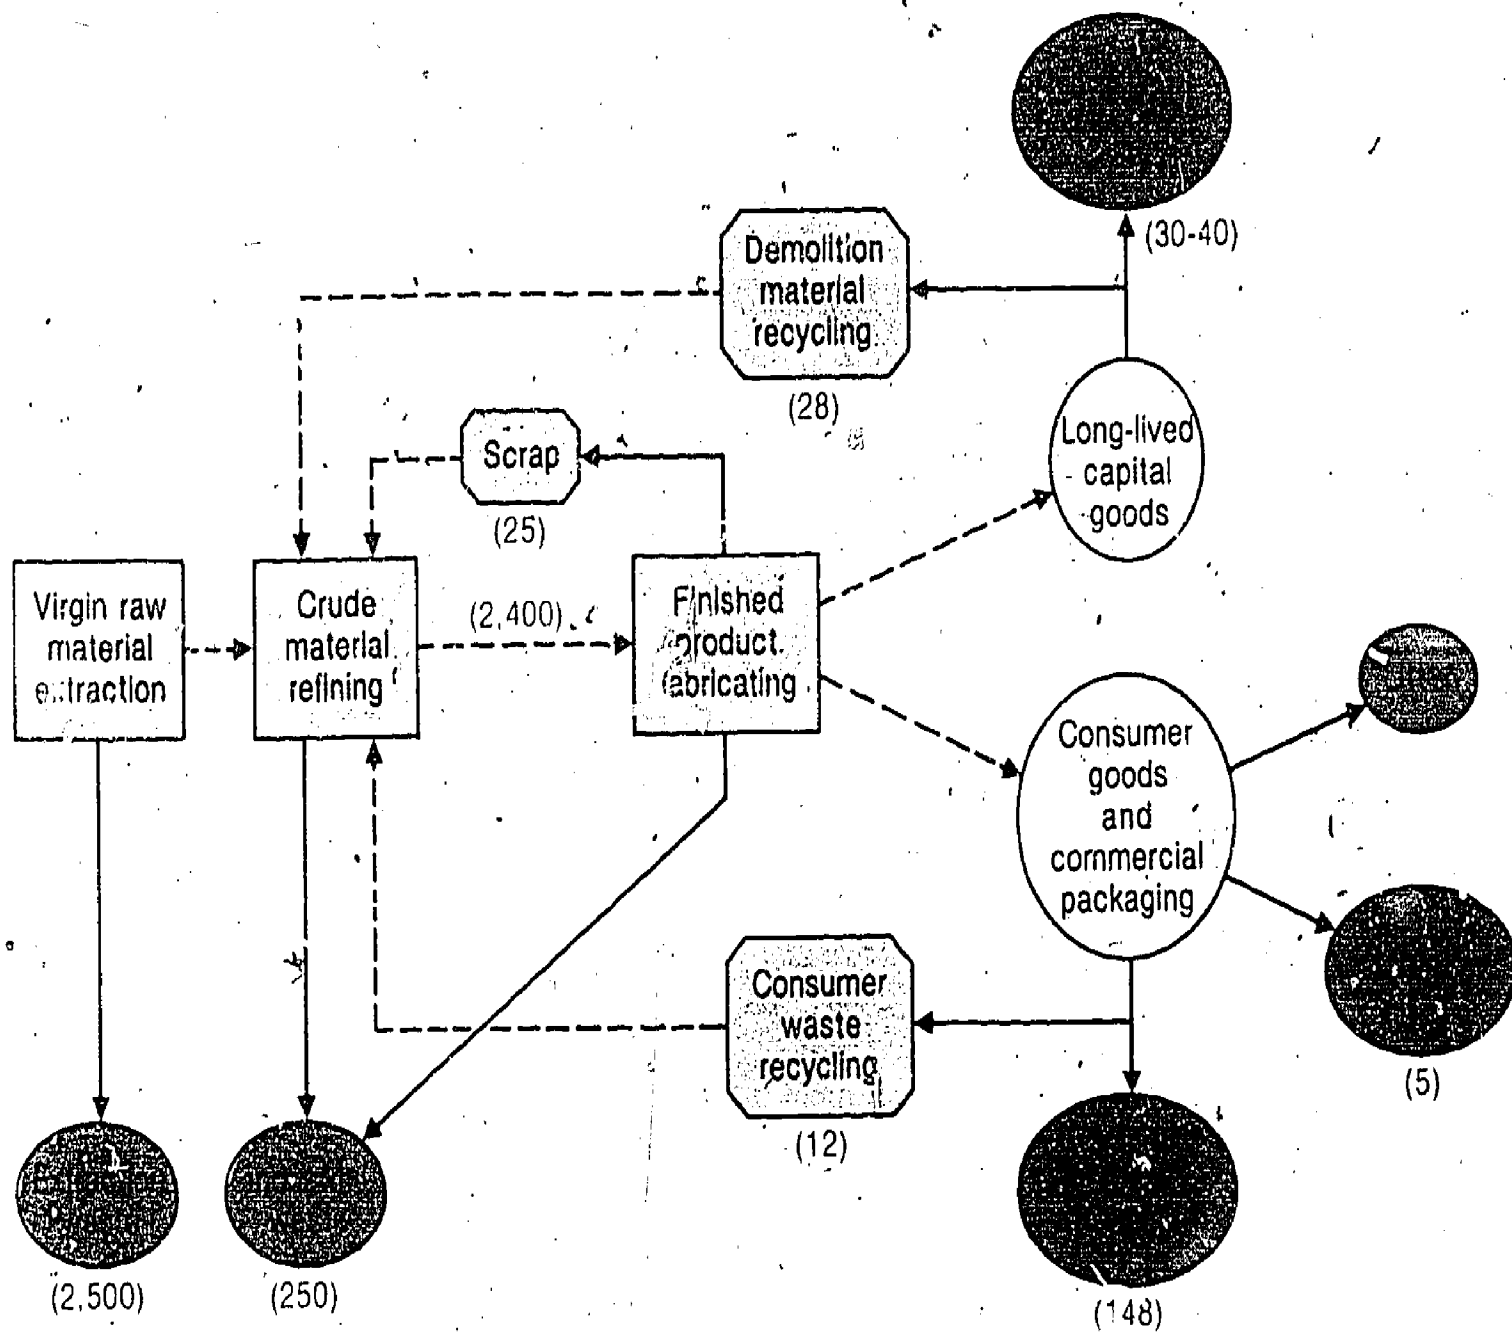 (30-40)
Demolition
material
recycling
(28)
Long-lived
capital
goods
Scrap
(25)
Virgin raw
material
extraction
Crude
material
refining
(2,400)
Finished
product
fabricating
Consumer
goods
and
commercial
packaging
(5)
Consumer
waste
recycling
(12)
(2,500)
(250)
(148)